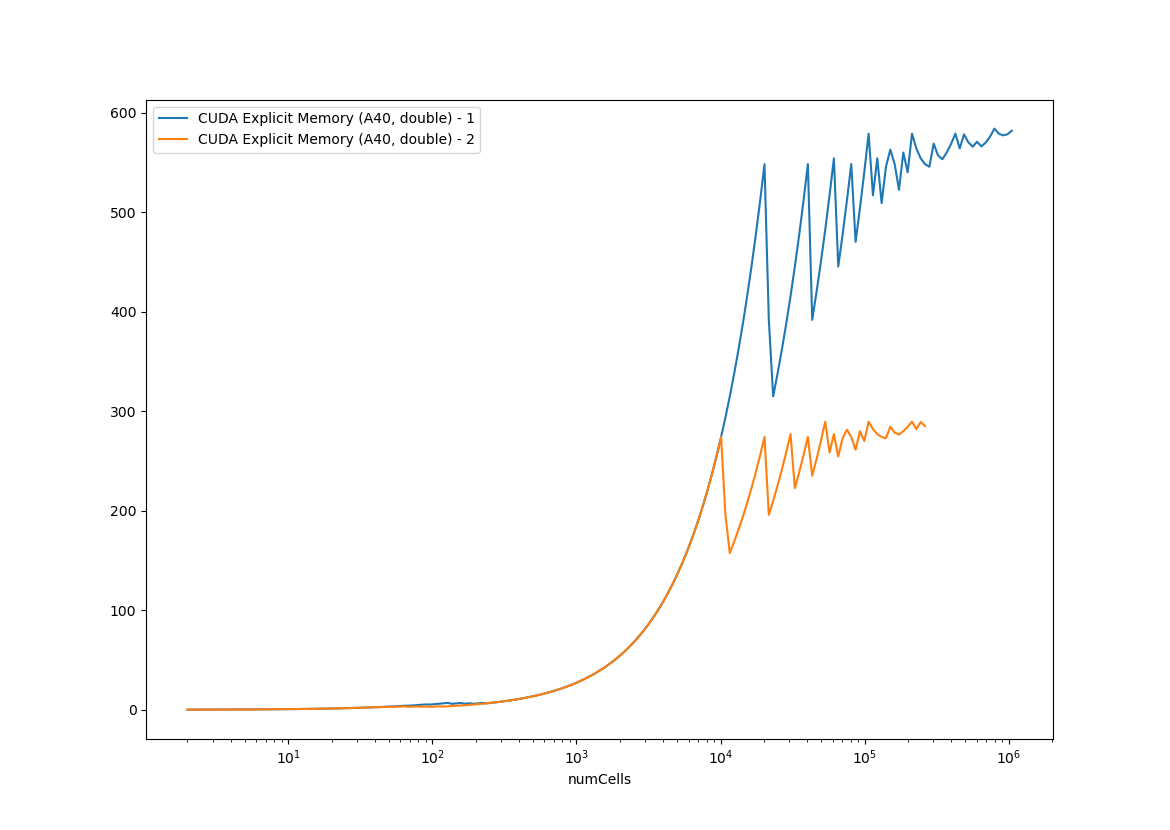 CUDA Explicit Memory (A40, double) - 1
CUDA Explicit Memory (A40, double) - 2
600
500
400
300
200
100
0
10¹ 10² 10³ 10⁴ 10⁵ 10⁶
numCells